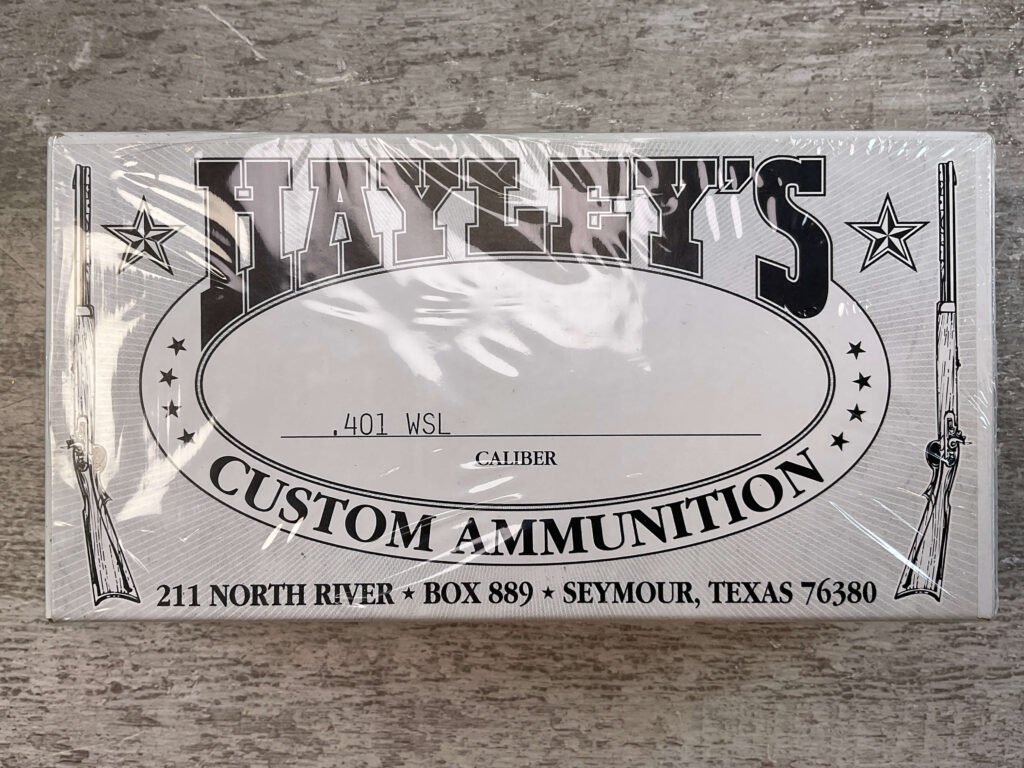 HAYLEY'S
.401 WSL
CALIBER
CUSTOM AMMUNITION
211 NORTH RIVER ★ BOX 889 ★ SEYMOUR, TEXAS 76380